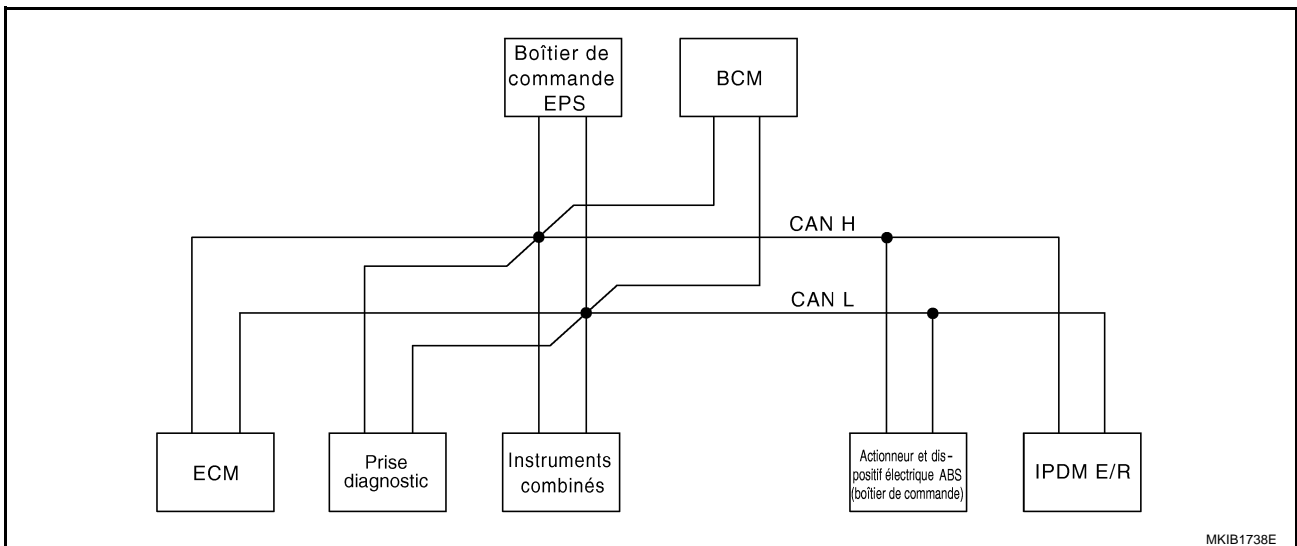 Boîtier de
commande
EPS
BCM
CAN H
CAN L
ECM
Prise
diagnostic
Instruments
combinés
Actionneur et dis-
positif électrique ABS
(boîtier de commande)
IPDM E/R
MKIB1738E